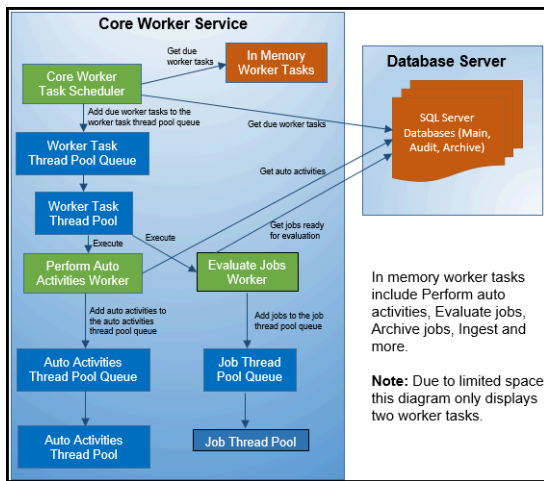 Core Worker Service
Get due
worker tasks
In Memory
Worker Tasks
Core Worker
Task Scheduler
Add due worker tasks to the
worker task thread pool queue
Get due worker tasks
Worker Task
Thread Pool Queue
Get auto activities
Worker Task
Thread Pool
Execute
Execute
Get jobs ready
for evaluation
Perform Auto
Activities Worker
Evaluate Jobs
Worker
Add auto activities to
the auto activities
thread pool queue
Add jobs to the job
thread pool queue
Auto Activities
Thread Pool Queue
Job Thread
Pool Queue
Auto Activities
Thread Pool
Job Thread Pool
Database Server
SQL Server
Databases (Main,
Audit, Archive)
In memory worker tasks
include Perform auto
activities, Evaluate jobs,
Archive jobs, Ingest and
more.
Note: Due to limited space
this diagram only displays
two worker tasks.